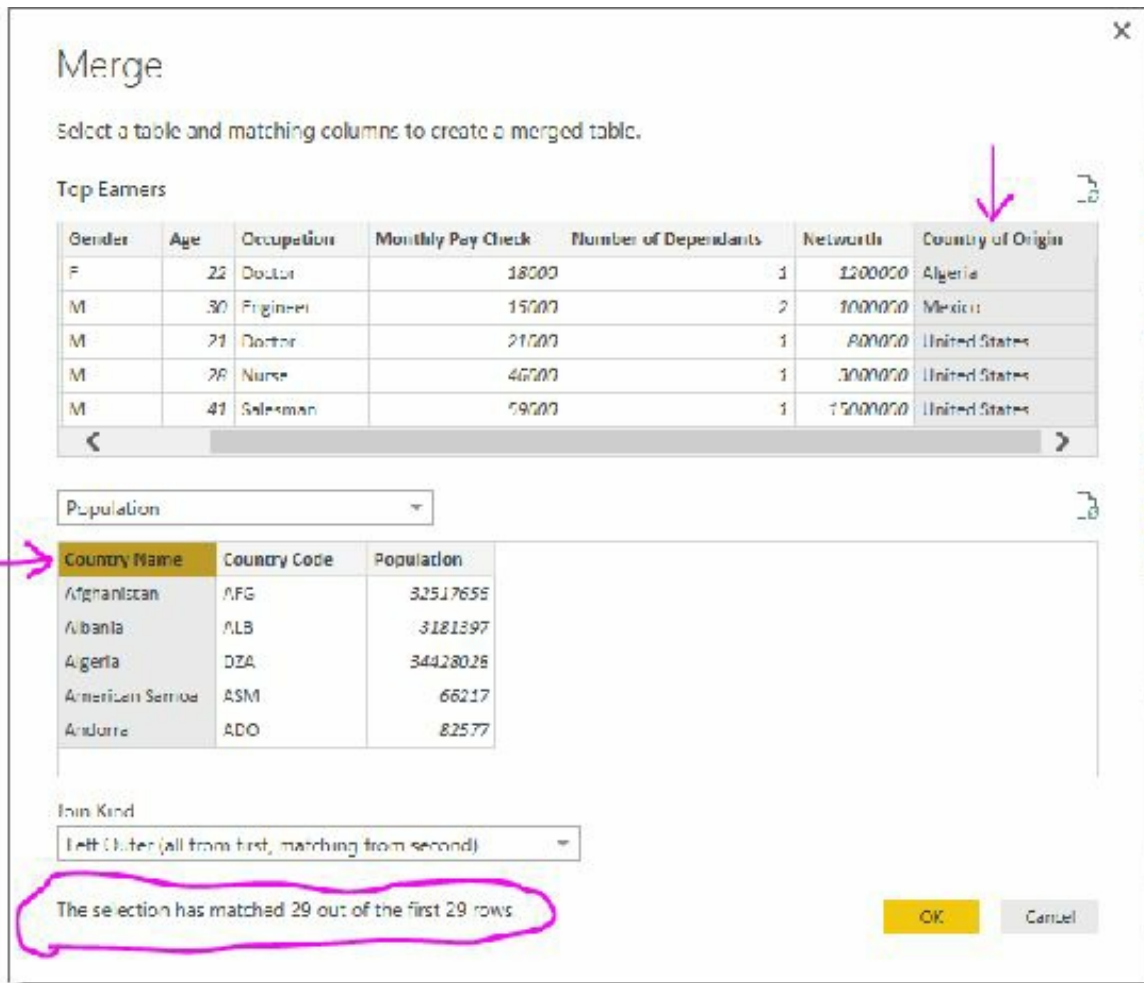 Merge
Select a table and matching columns to create a merged table.
Top Earners
Gender Age Occupation Monthly Pay Check Number of Dependants Networth Country of Origin
F 22 Doctor 18000 1 1200000 Algeria
M 30 Engineer 15000 2 1000000 Mexico
M 21 Doctor 21000 1 800000 United States
M 28 Nurse 46000 1 3000000 United States
M 41 Salesman 59000 1 15000000 United States
Population
Country Name Country Code Population
Afghanistan AFG 32517656
Albania ALB 3181397
Algeria DZA 34428028
American Samoa ASM 66217
Andorra ADO 82577
Join Kind
Left Outer (all from first, matching from second)
The selection has matched 29 out of the first 29 rows
OK Cancel